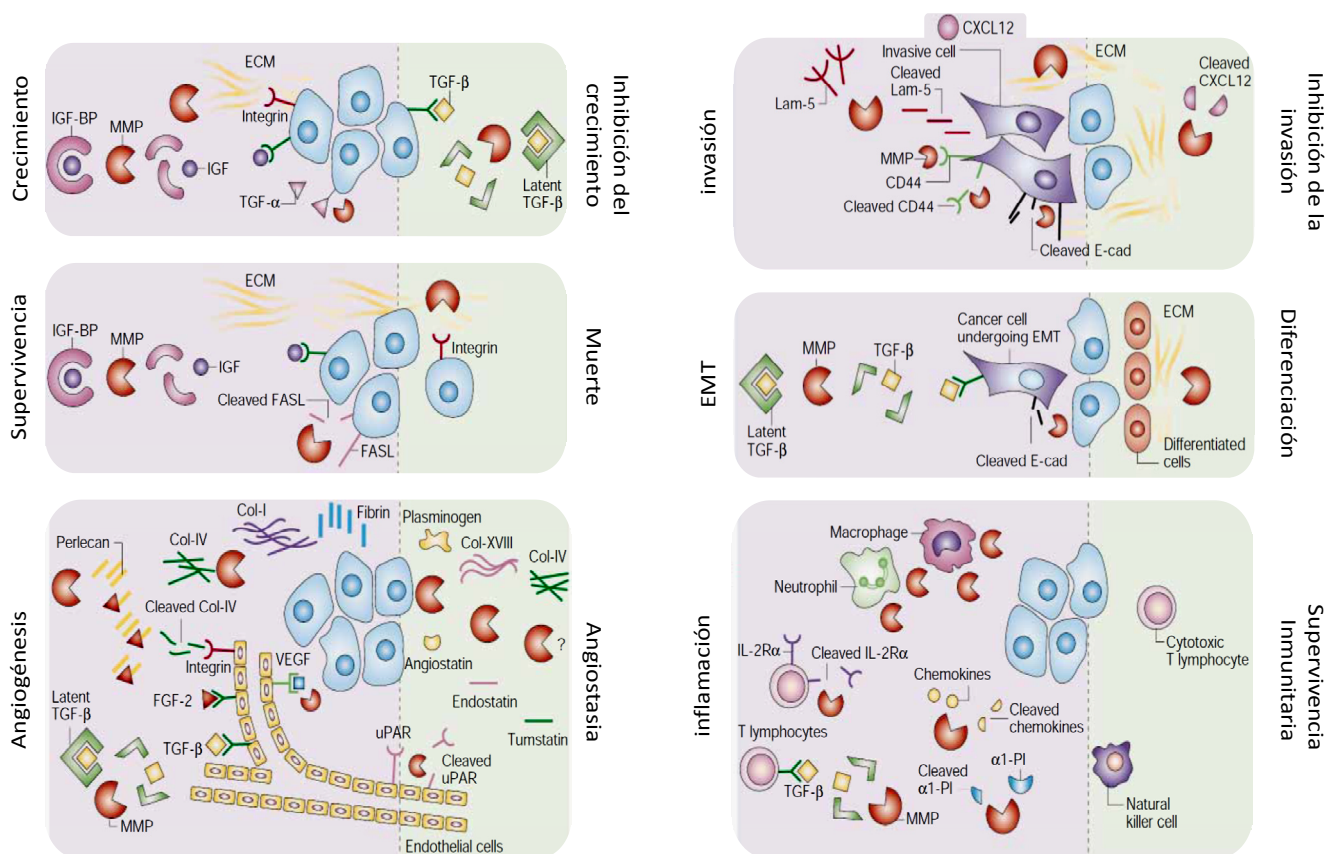 Crecimiento
ECM
IGF-BP
MMP
IGF
Integrin
TGF-α
TGF-β
Latent
TGF-β
Inhibición del
crecimiento
Supervivencia
ECM
IGF-BP
MMP
IGF
Cleaved FASL
FASL
Integrin
Muerte
Angiogénesis
Perlecan
Col-IV
Col-I
Fibrin
Plasminogen
Col-XVIII
Col-IV
Cleaved Col-IV
Integrin
VEGF
Angiostatin
?
FGF-2
Endostatin
Latent
TGF-β
TGF-β
uPAR
Tumstatin
Cleaved
uPAR
MMP
Endothelial cells
Angiostasia
invasión
CXCL12
Invasive cell
ECM
Cleaved
Lam-5
Lam-5
Cleaved
CXCL12
MMP
CD44
Cleaved CD44
Cleaved E-cad
Inhibición de la
invasión
EMT
MMP
TGF-β
Cancer cell
undergoing EMT
ECM
Latent
TGF-β
Cleaved E-cad
Differentiated
cells
Diferenciación
inflamación
Macrophage
Neutrophil
IL-2Rα
Cleaved IL-2Rα
Cytotoxic
T lymphocyte
Chemokines
Cleaved
chemokines
T lymphocytes
TGF-β
MMP
Cleaved
α1-PI
α1-PI
Natural
killer cell
Supervivencia
Inmunitaria